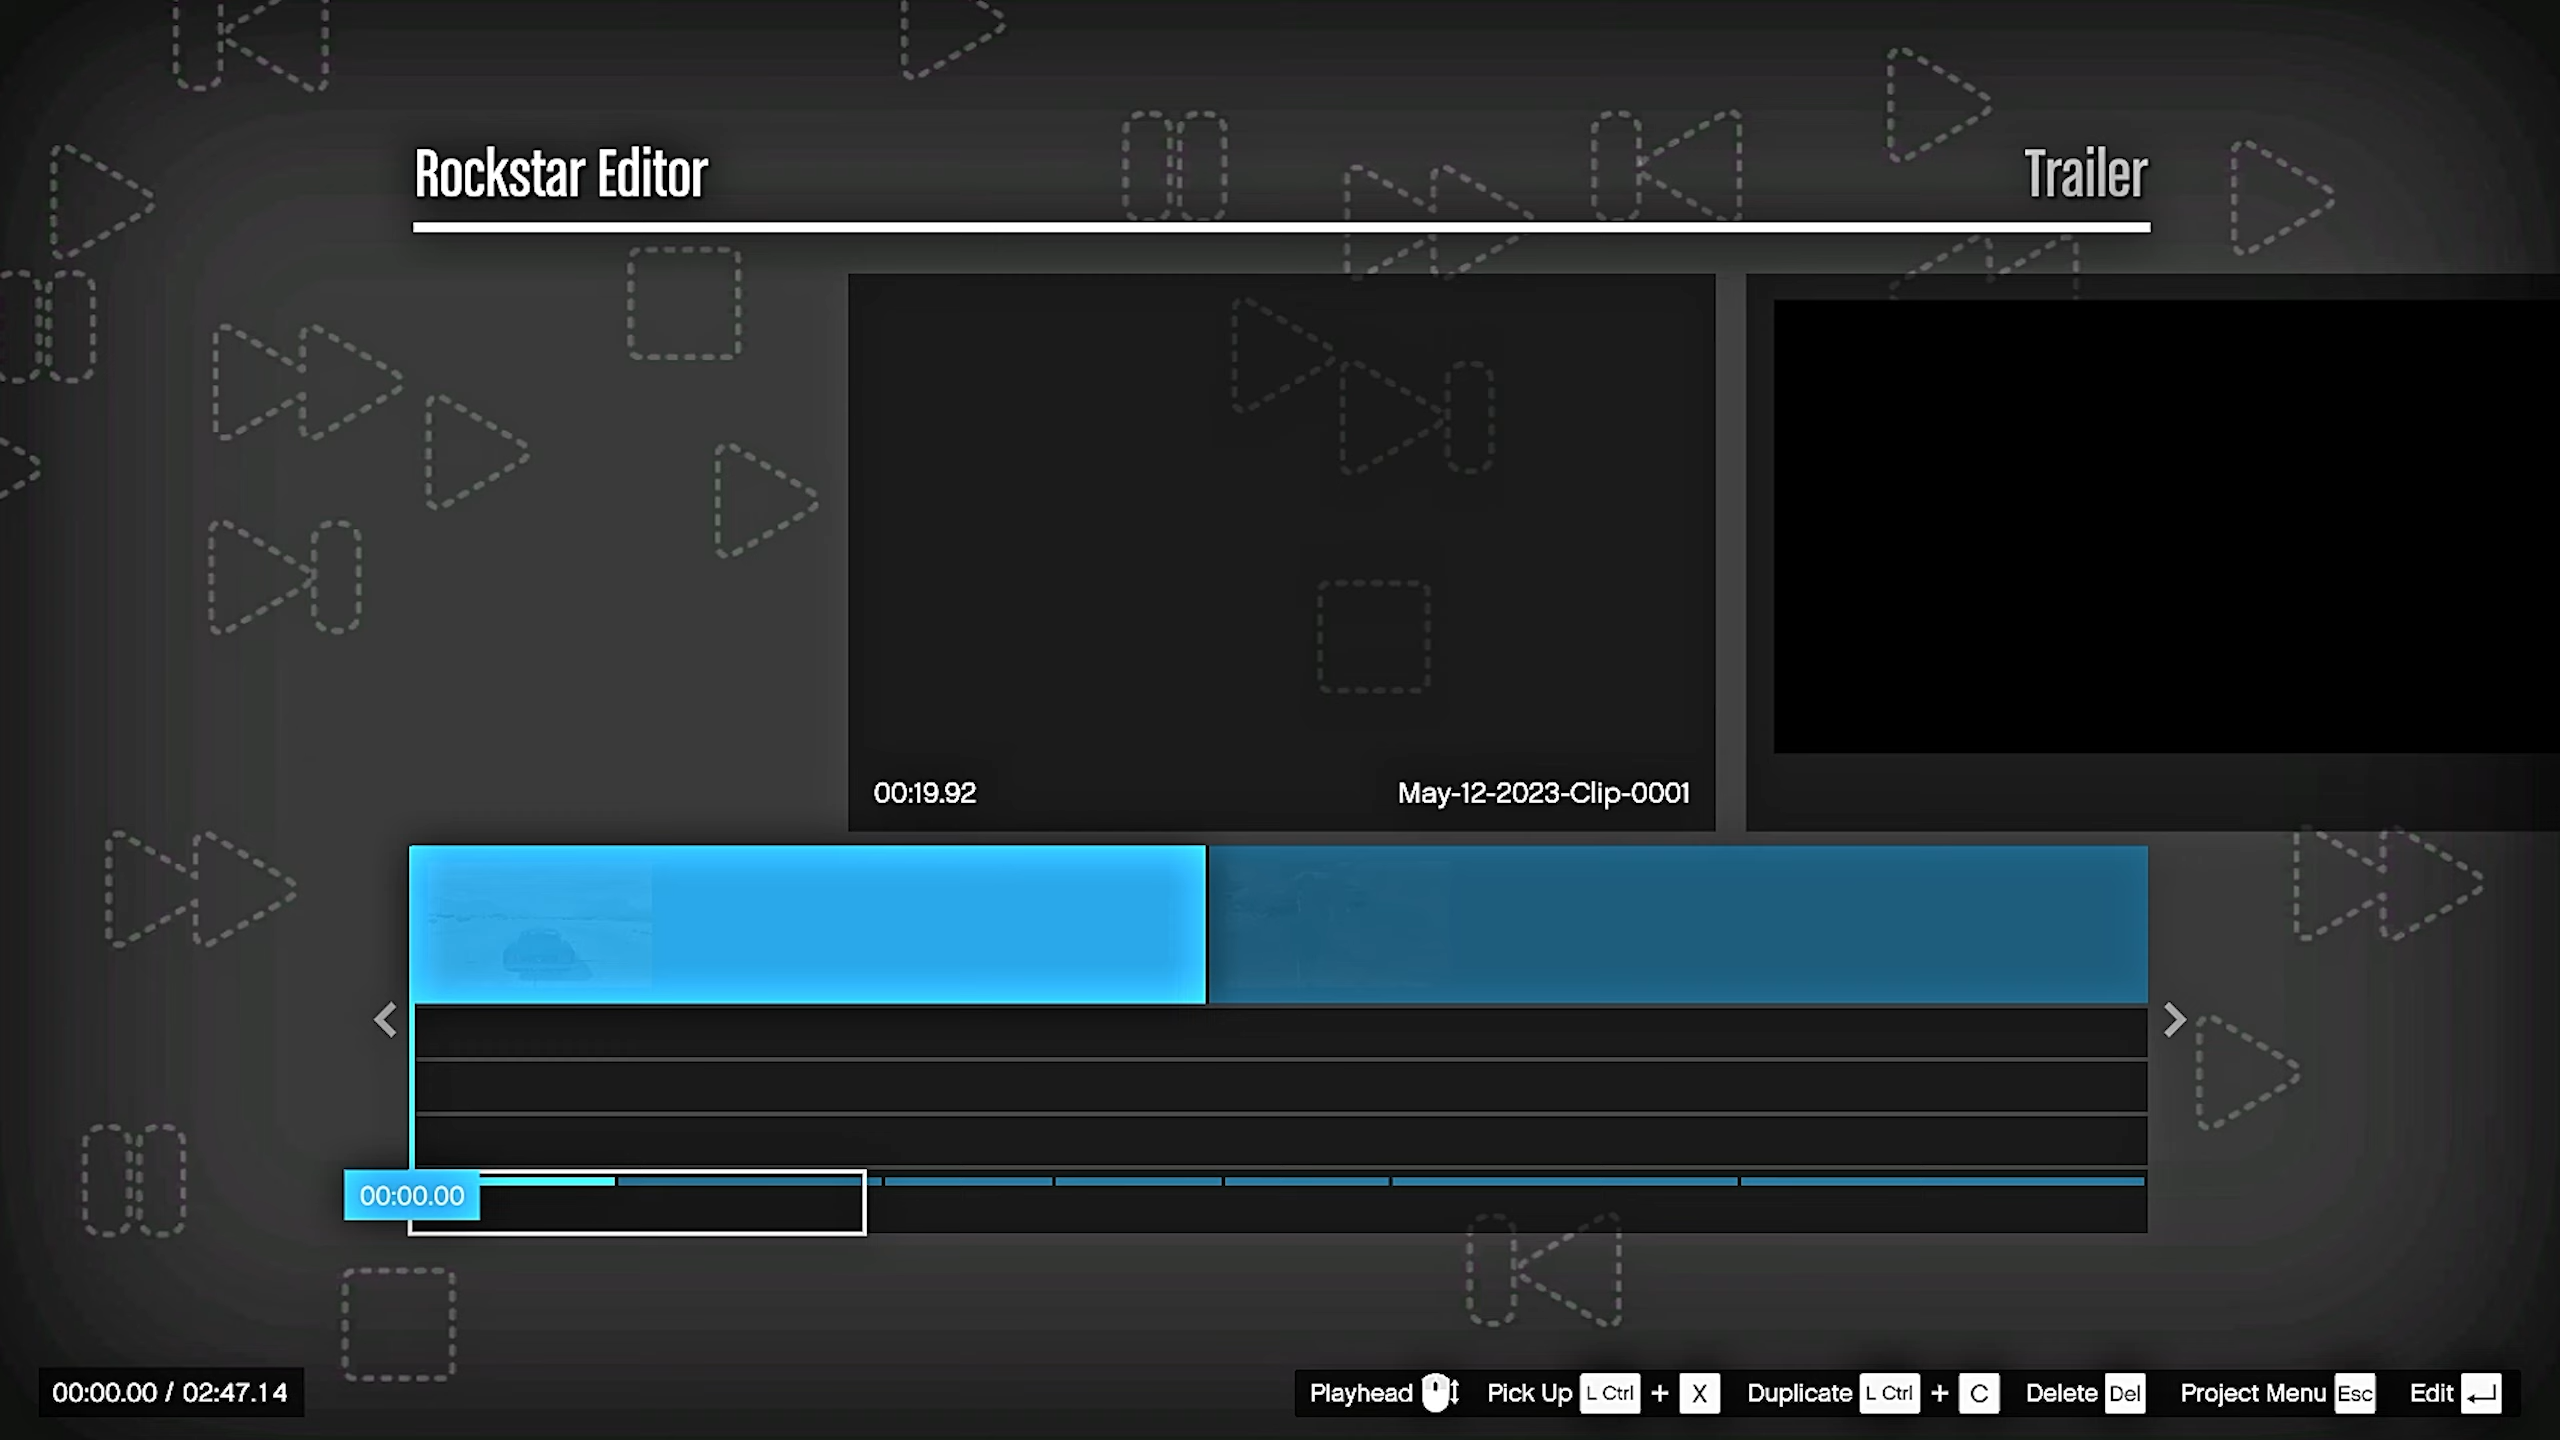 Rockstar Editor
Trailer
00:19.92
May-12-2023-Clip-0001
00:00.00
00:00.00 / 02:47.14
Playhead Pick Up L Ctrl + X Duplicate L Ctrl + C Delete Del Project Menu Esc Edit